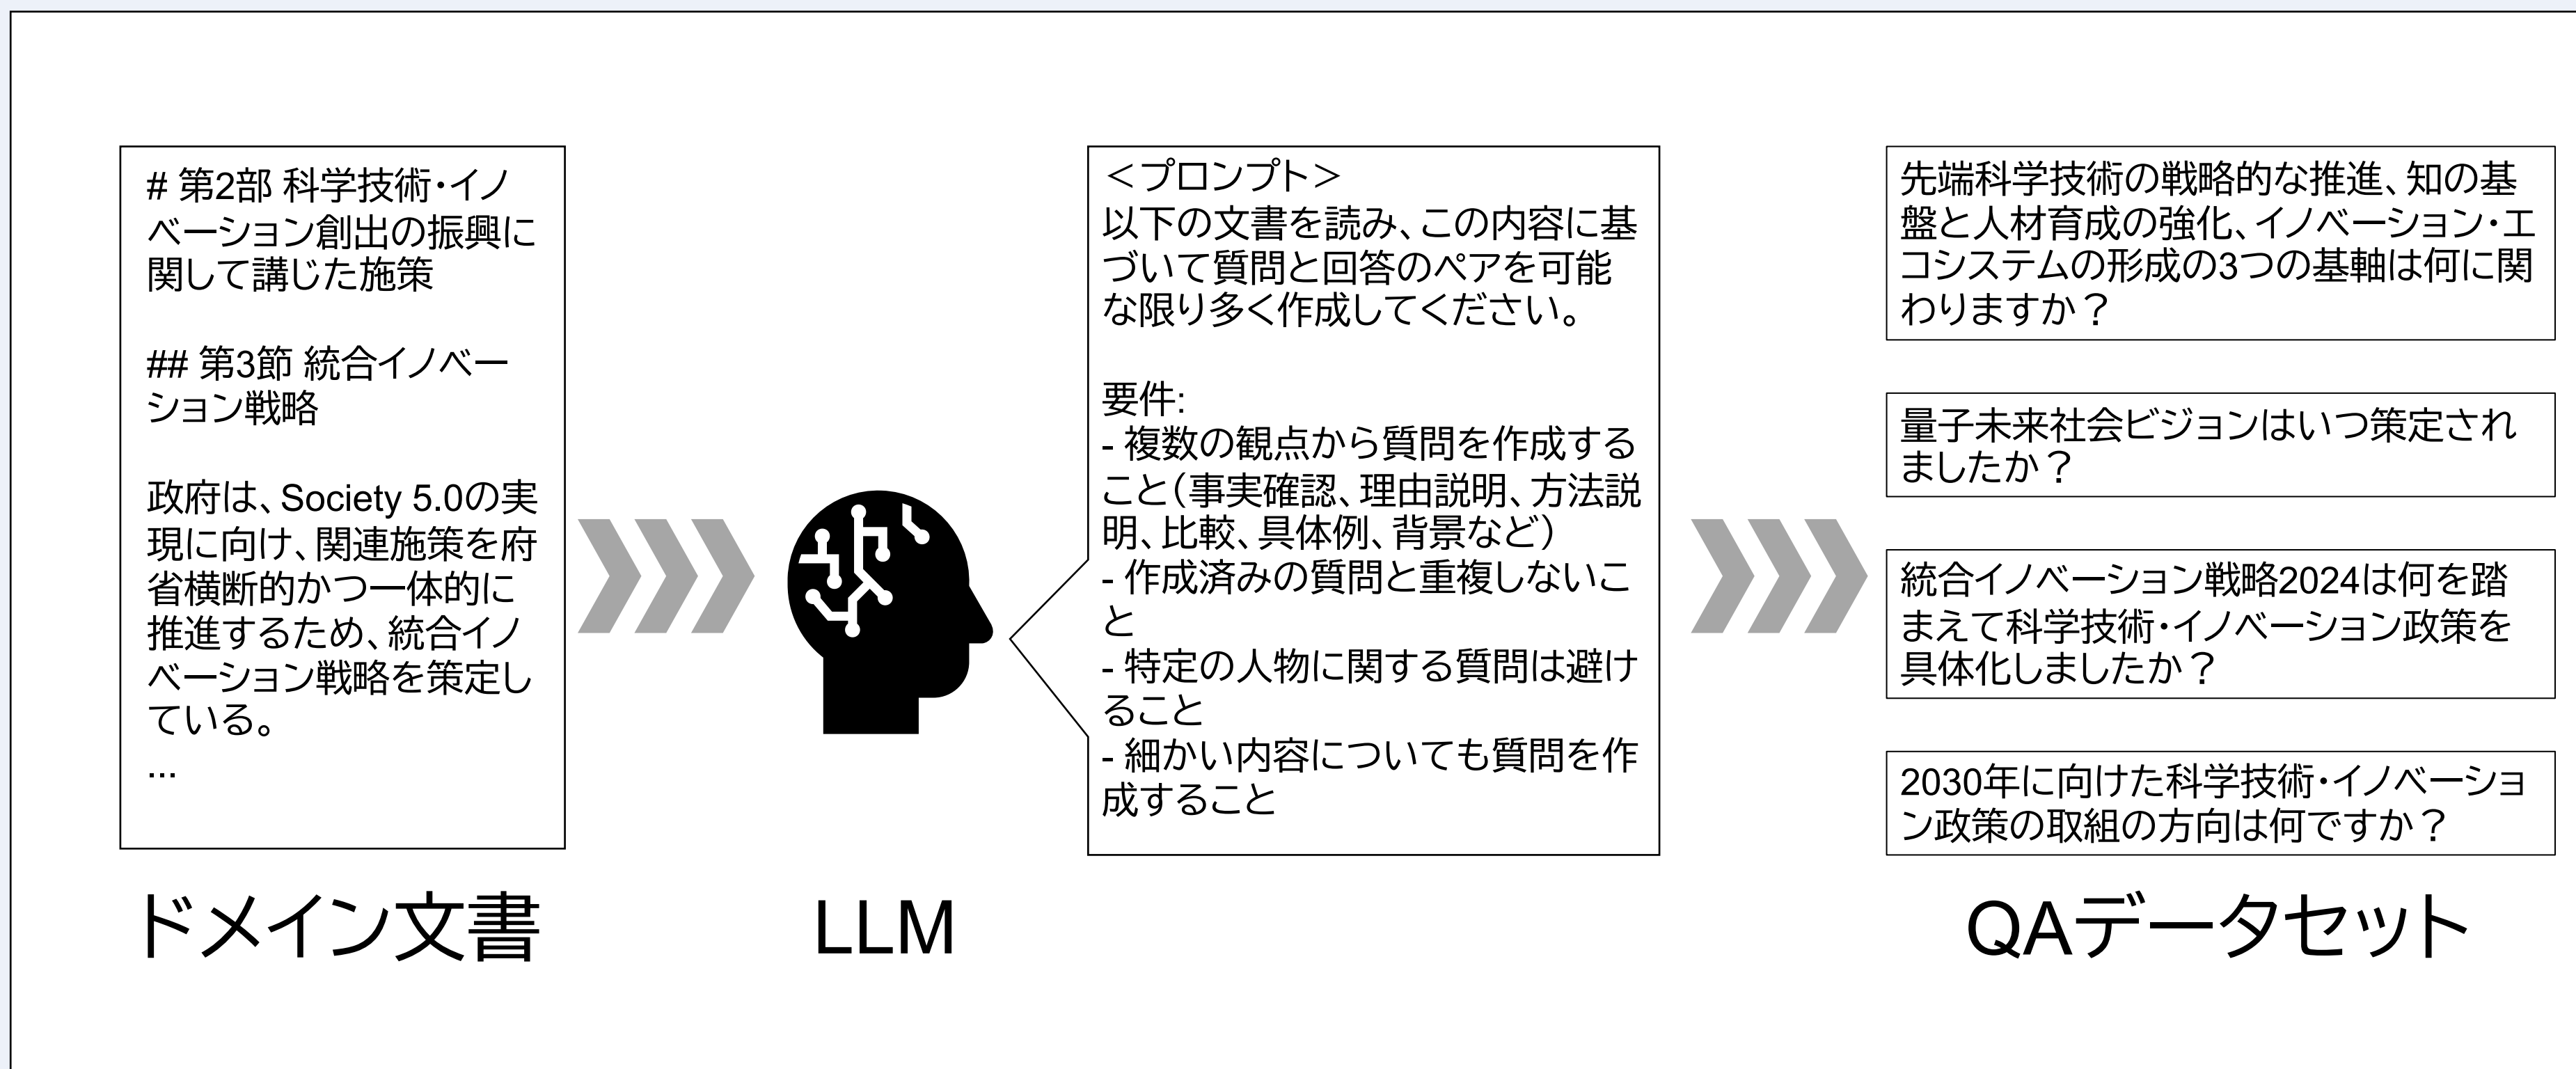 # 第2部 科学技術・イノ
ベーション創出の振興に
関して講じた施策
## 第3節 統合イノベー
ション戦略
政府は、Society 5.0の実
現に向け、関連施策を府
省横断的かつ一体的に
推進するため、統合イノ
ベーション戦略を策定し
ている。
...
ドメイン文書
LLM
＜プロンプト＞
以下の文書を読み、この内容に基
づいて質問と回答のペアを可能
な限り多く作成してください。
要件:
- 複数の観点から質問を作成する
こと（事実確認、理由説明、方法説
明、比較、具体例、背景など）
- 作成済みの質問と重複しないこ
と
- 特定の人物に関する質問は避け
ること
- 細かい内容についても質問を作
成すること
先端科学技術の戦略的な推進、知の基
盤と人材育成の強化、イノベーション・エ
コシステムの形成の3つの基軸は何に関
わりますか？
量子未来社会ビジョンはいつ策定され
ましたか？
統合イノベーション戦略2024は何を踏
まえて科学技術・イノベーション政策を
具体化しましたか？
2030年に向けた科学技術・イノベーショ
ン政策の取組の方向は何ですか？
QAデータセット